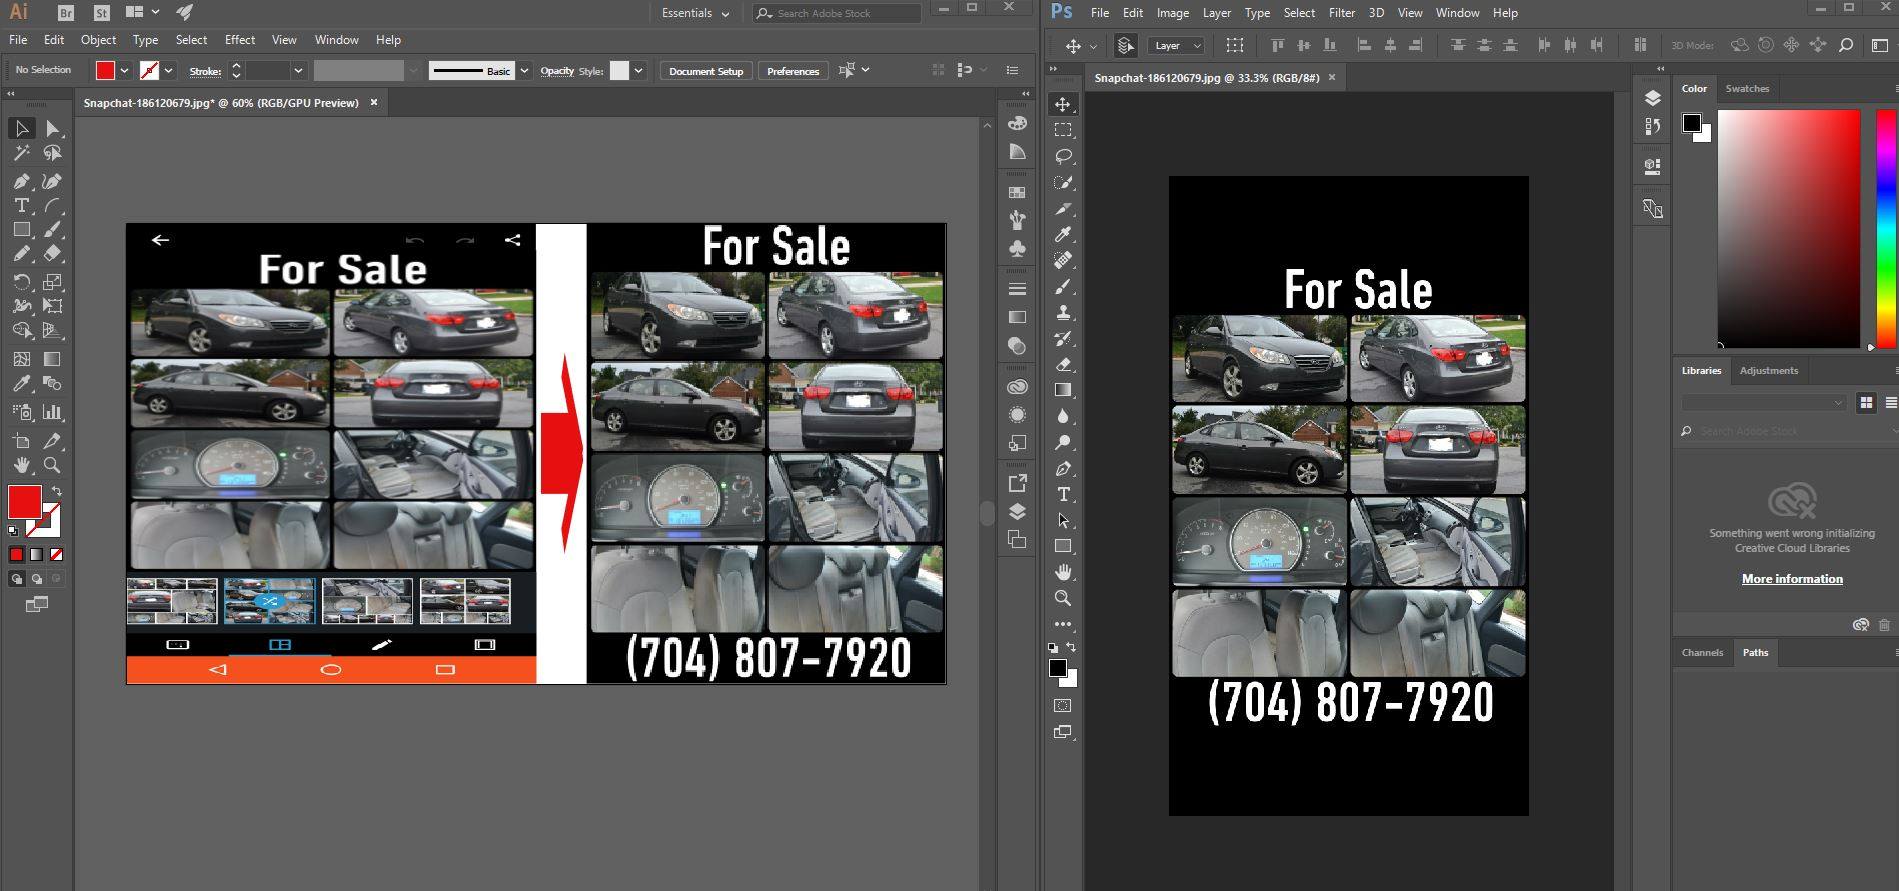 Ai Br St Essentials Search Adobe Stock
File Edit Object Type Select Effect View Window Help
No Selection Stroke: Basic Opacity Style: Document Setup Preferences
Snapchat-186120679.jpg* @ 60% (RGB/GPU Preview) ×
For Sale
For Sale
(704) 807-7920
Ps File Edit Image Layer Type Select Filter 3D View Window Help
Layer 3D Mode:
Snapchat-186120679.jpg @ 33.3% (RGB/8#) ×
For Sale
(704) 807-7920
Color Swatches
Libraries Adjustments
Search Adobe Stock
Something went wrong initializing
Creative Cloud Libraries
More information
Channels Paths